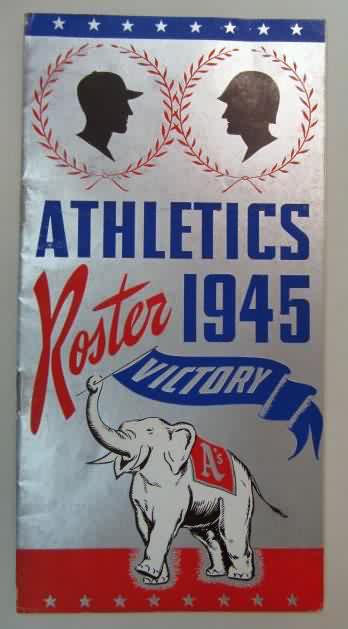 ATHLETICS
Roster 1945
VICTORY
A's